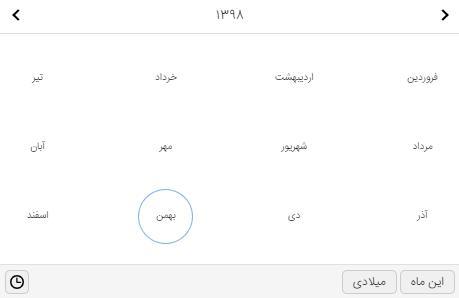 ۱۳۹۸
فروردین اردیبهشت خرداد تیر
مرداد شهریور مهر آبان
آذر دی بهمن اسفند
این ماه میلادی